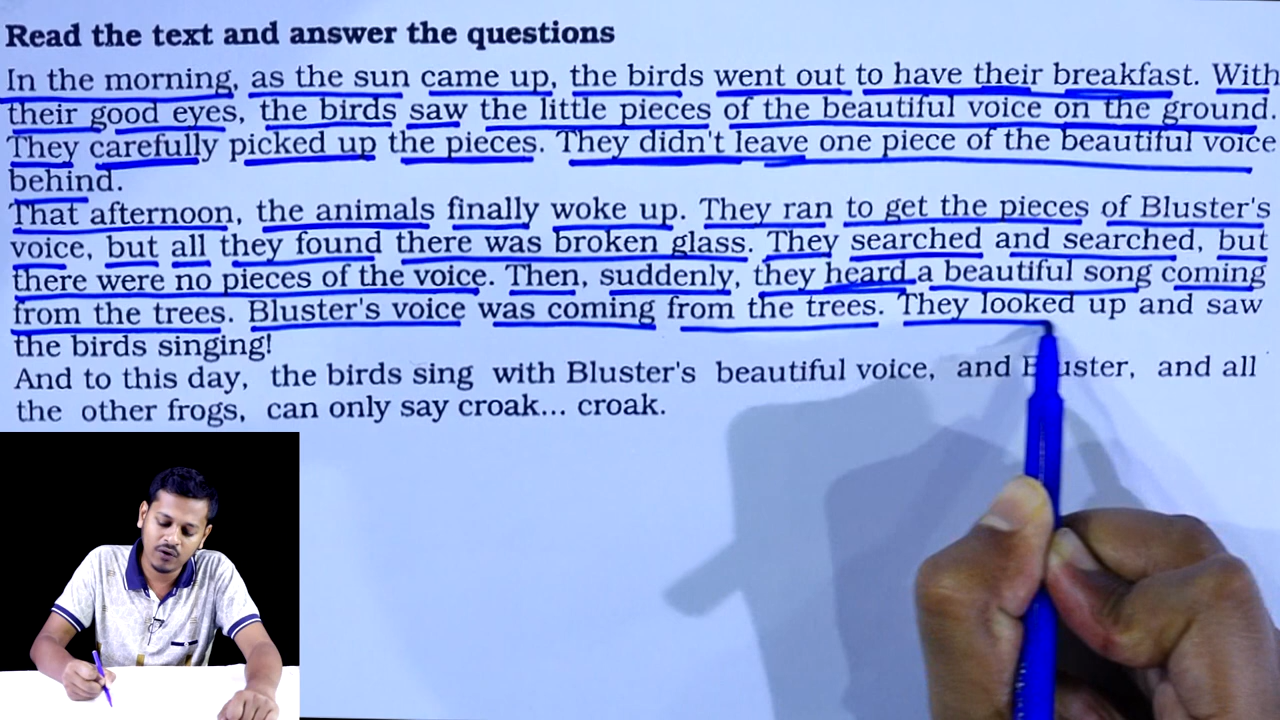 Read the text and answer the questions
In the morning, as the sun came up, the birds went out to have their breakfast. With
their good eyes, the birds saw the little pieces of the beautiful voice on the ground.
They carefully picked up the pieces. They didn't leave one piece of the beautiful voice
behind.
That afternoon, the animals finally woke up. They ran to get the pieces of Bluster's
voice, but all they found there was broken glass. They searched and searched, but
there were no pieces of the voice. Then, suddenly, they heard a beautiful song coming
from the trees. Bluster's voice was coming from the trees. They looked up and saw
the birds singing!
And to this day, the birds sing with Bluster's beautiful voice, and Bluster, and all
the other frogs, can only say croak... croak.